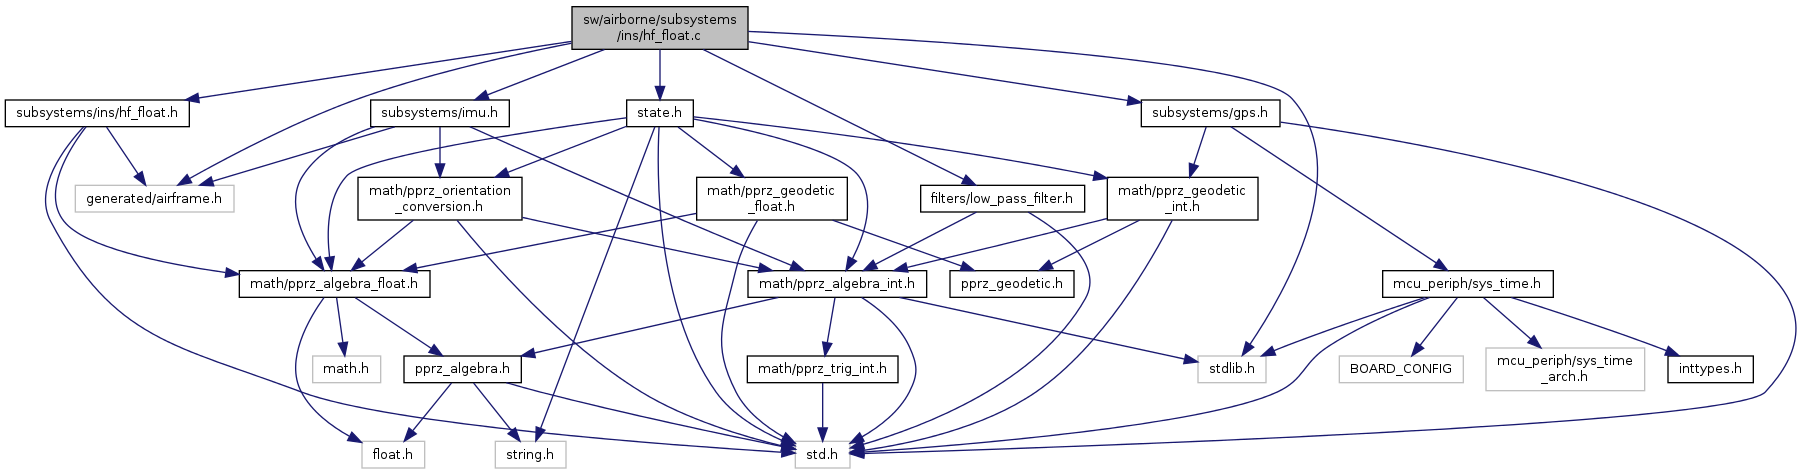 sw/airborne/subsystems
/ins/hf_float.c
subsystems/ins/hf_float.h
subsystems/imu.h
state.h
subsystems/gps.h
generated/airframe.h
math/pprz_orientation
_conversion.h
math/pprz_geodetic
_float.h
filters/low_pass_filter.h
math/pprz_geodetic
_int.h
math/pprz_algebra_float.h
math/pprz_algebra_int.h
pprz_geodetic.h
mcu_periph/sys_time.h
math.h
pprz_algebra.h
math/pprz_trig_int.h
stdlib.h
BOARD_CONFIG
mcu_periph/sys_time
_arch.h
inttypes.h
float.h
string.h
std.h